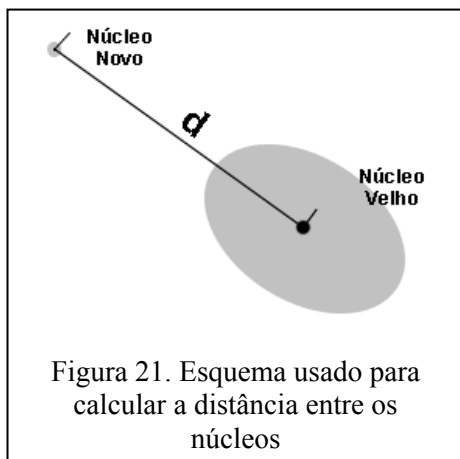 Núcleo
Novo
d
Núcleo
Velho
Figura 21. Esquema usado para
calcular a distância entre os
núcleos